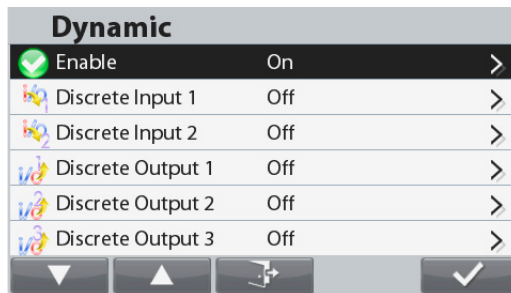 Dynamic
Enable On
Discrete Input 1 Off
Discrete Input 2 Off
Discrete Output 1 Off
Discrete Output 2 Off
Discrete Output 3 Off